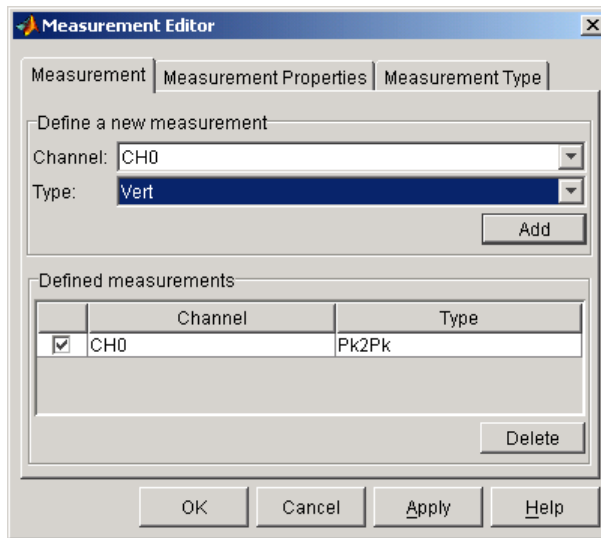 Measurement Editor
Measurement Measurement Properties Measurement Type
Define a new measurement
Channel: CH0
Type: Vert
Add
Defined measurements
Channel Type
CH0 Pk2Pk
Delete
OK Cancel Apply Help